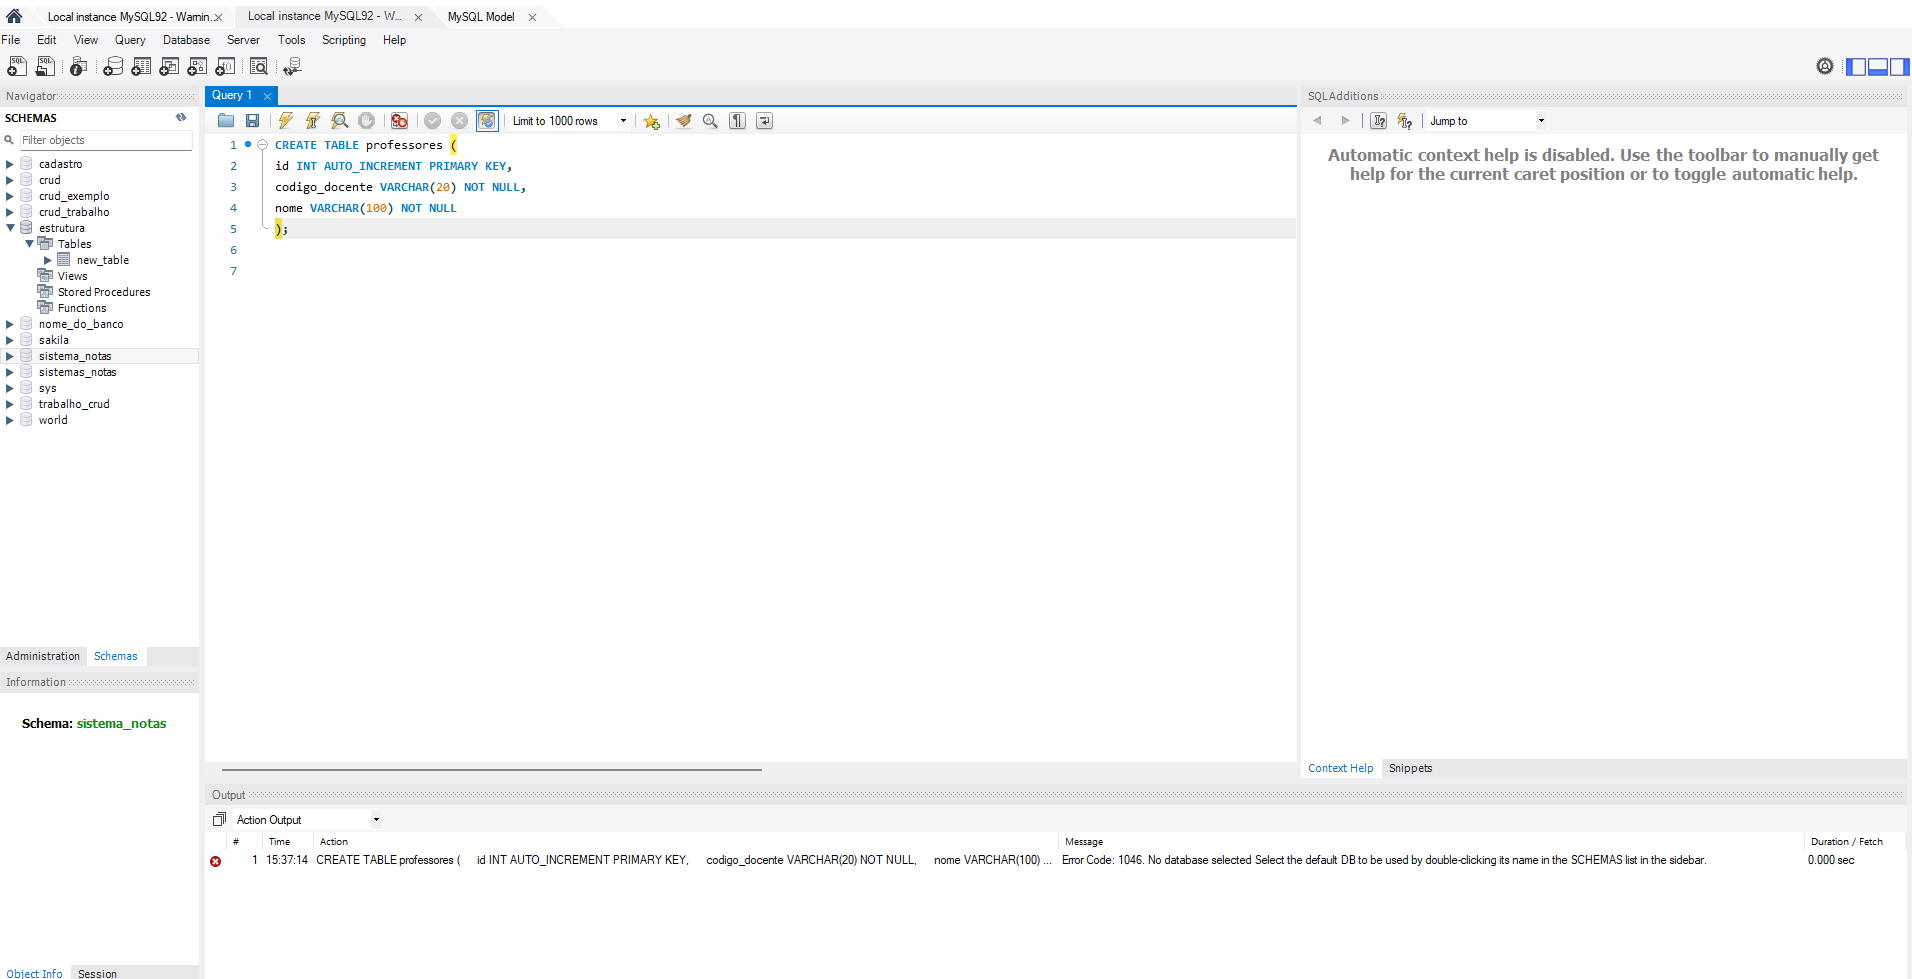 Local instance MySQL92 - Warnin...
Local instance MySQL92 - W...
MySQL Model
File Edit View Query Database Server Tools Scripting Help
Navigator
SCHEMAS
Filter objects
cadastro
crud
crud_exemplo
crud_trabalho
estrutura
Tables
new_table
Views
Stored Procedures
Functions
nome_do_banco
sakila
sistema_notas
sistemas_notas
sys
trabalho_crud
world
Administration Schemas
Information
Schema: sistema_notas
Object Info Session
Query 1
Limit to 1000 rows
1 CREATE TABLE professores (
2 id INT AUTO_INCREMENT PRIMARY KEY,
3 codigo_docente VARCHAR(20) NOT NULL,
4 nome VARCHAR(100) NOT NULL
5 );
6
7
SQLAdditions
Jump to
Automatic context help is disabled. Use the toolbar to manually get
help for the current caret position or to toggle automatic help.
Context Help Snippets
Output
Action Output
# Time Action Message Duration / Fetch
1 15:37:14 CREATE TABLE professores ( id INT AUTO_INCREMENT PRIMARY KEY, codigo_docente VARCHAR(20) NOT NULL, nome VARCHAR(100) ... Error Code: 1046. No database selected Select the default DB to be used by double-clicking its name in the SCHEMAS list in the sidebar. 0.000 sec